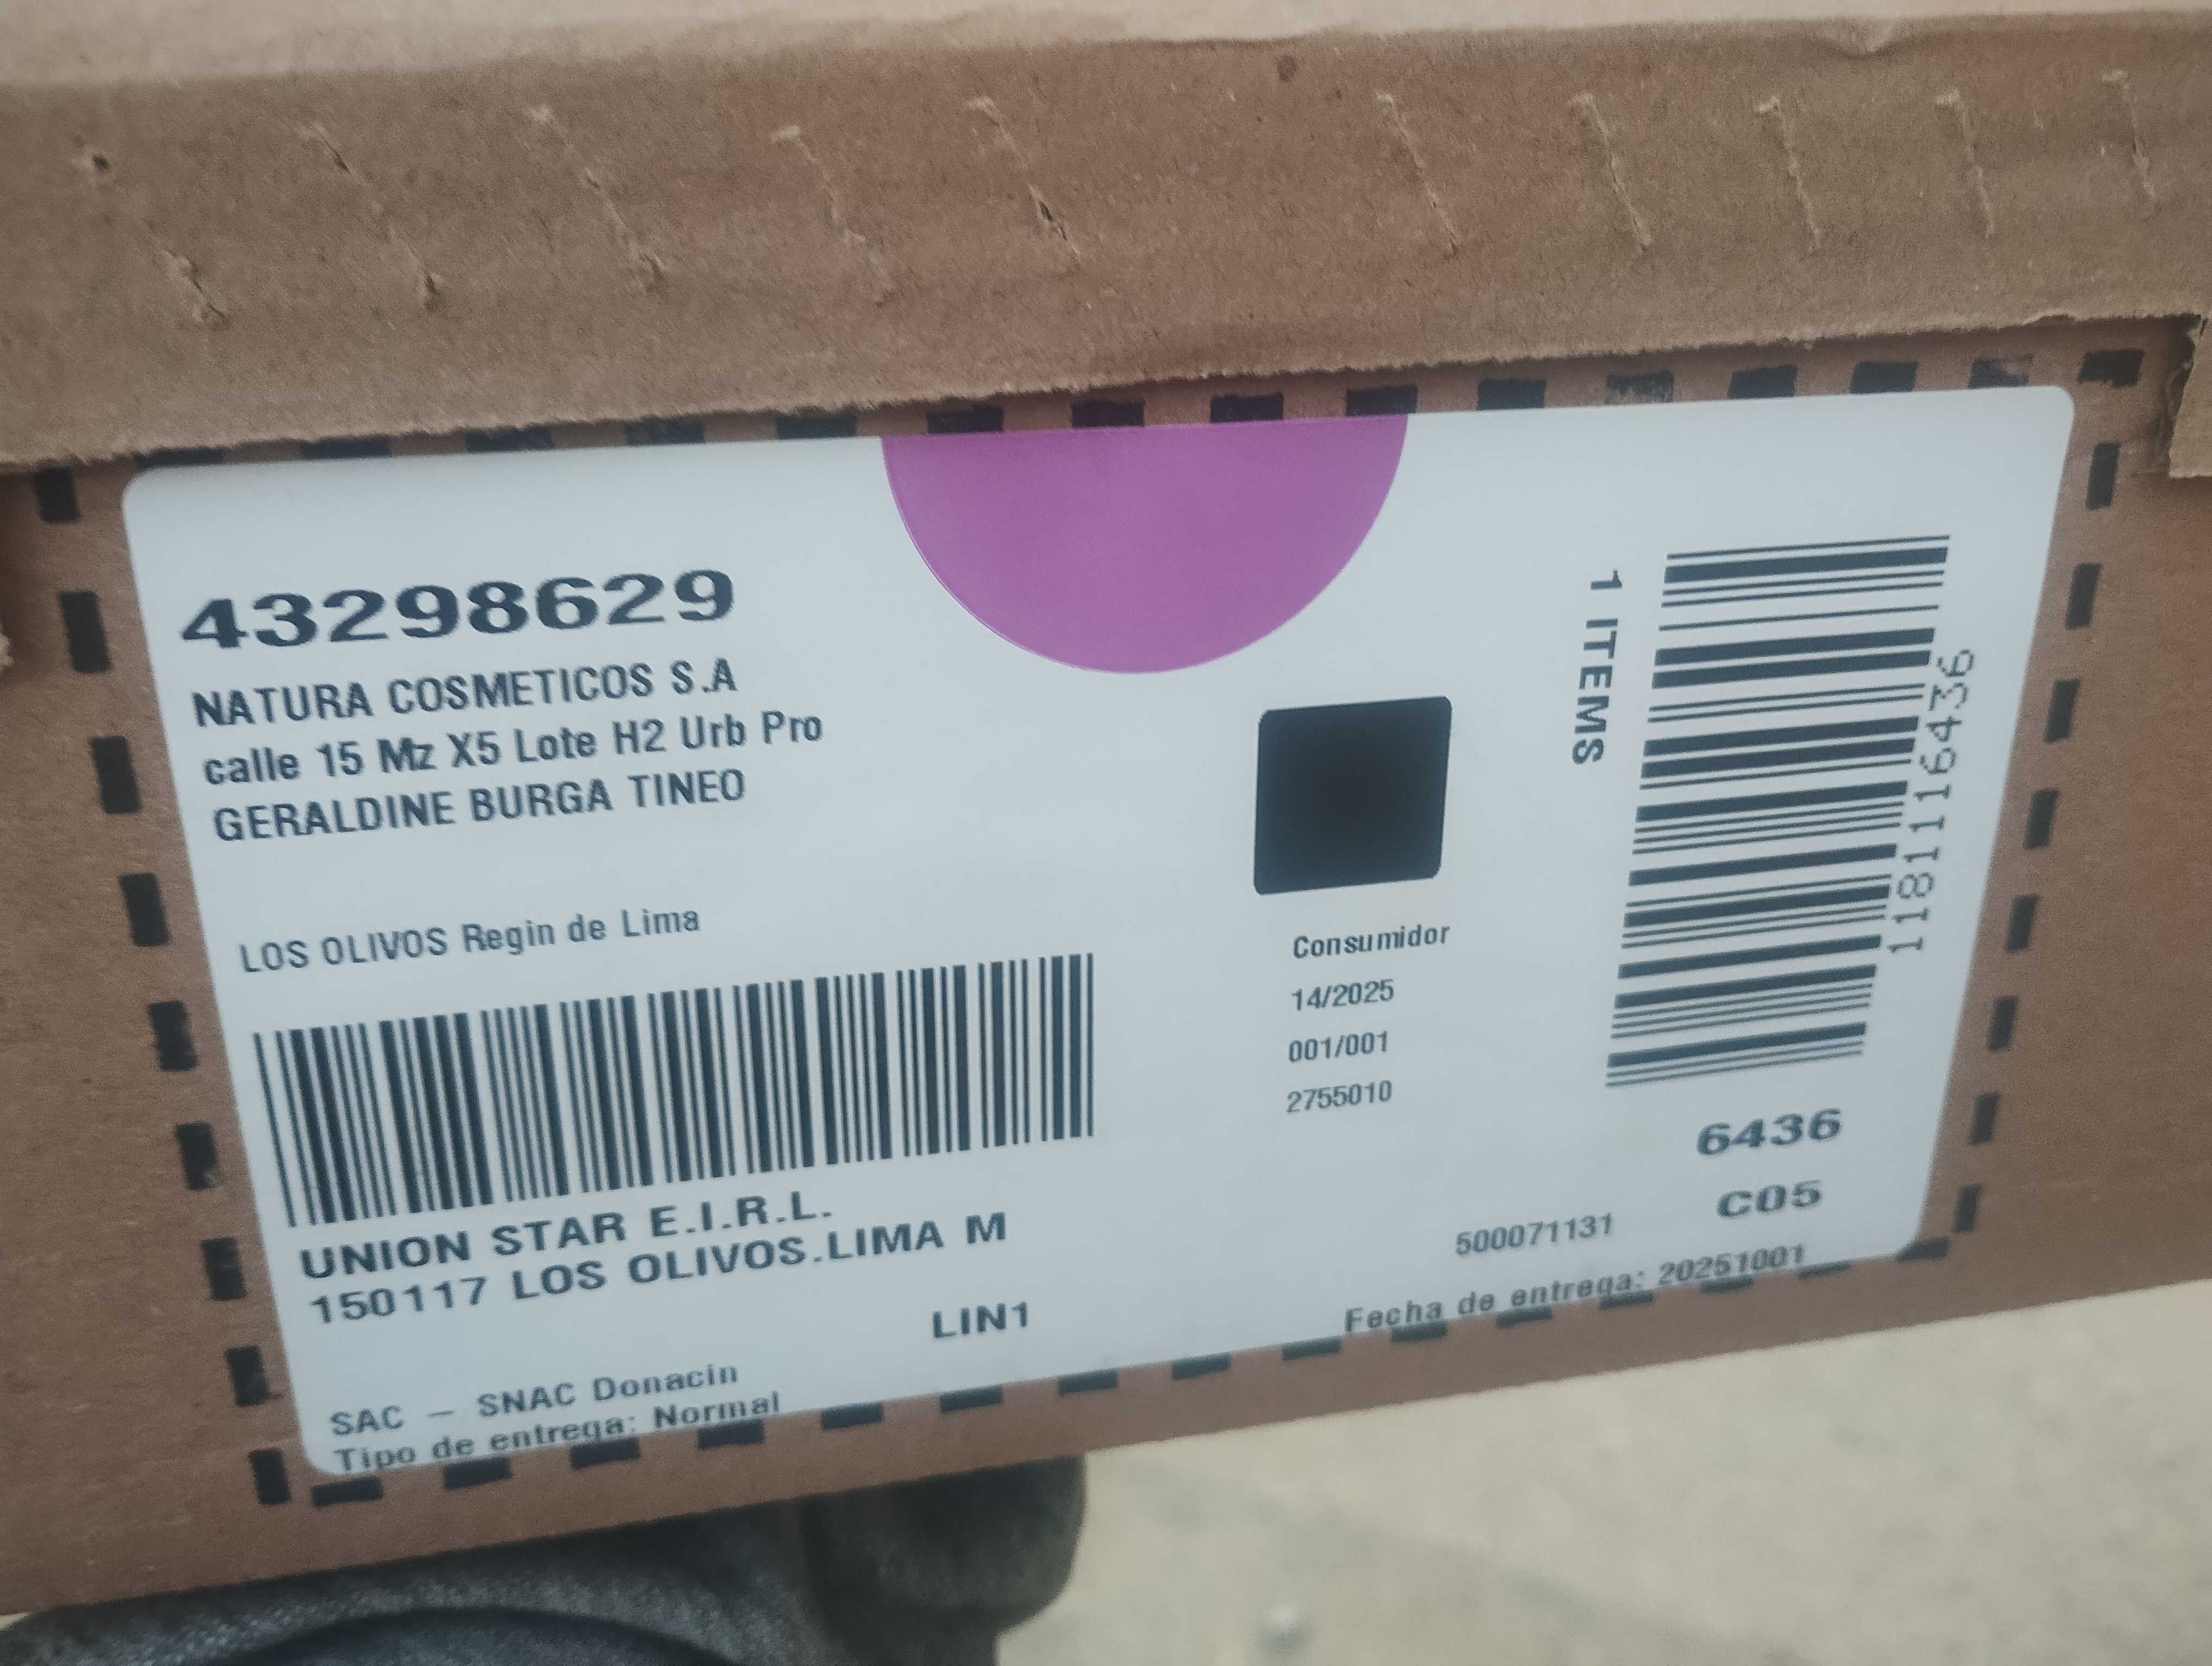 43298629
NATURA COSMETICOS S.A
calle 15 Mz X5 Lote H2 Urb Pro
GERALDINE BURGA TINEO
LOS OLIVOS Regin de Lima
UNION STAR E.I.R.L.
150117 LOS OLIVOS.LIMA M
LIN1
SAC - SNAC Donacin
Tipo de entrega: Normal
Consumidor
14/2025
001/001
2755010
1 ITEMS
1181116436
6436
C05
500071131
Fecha de entrega: 20251001